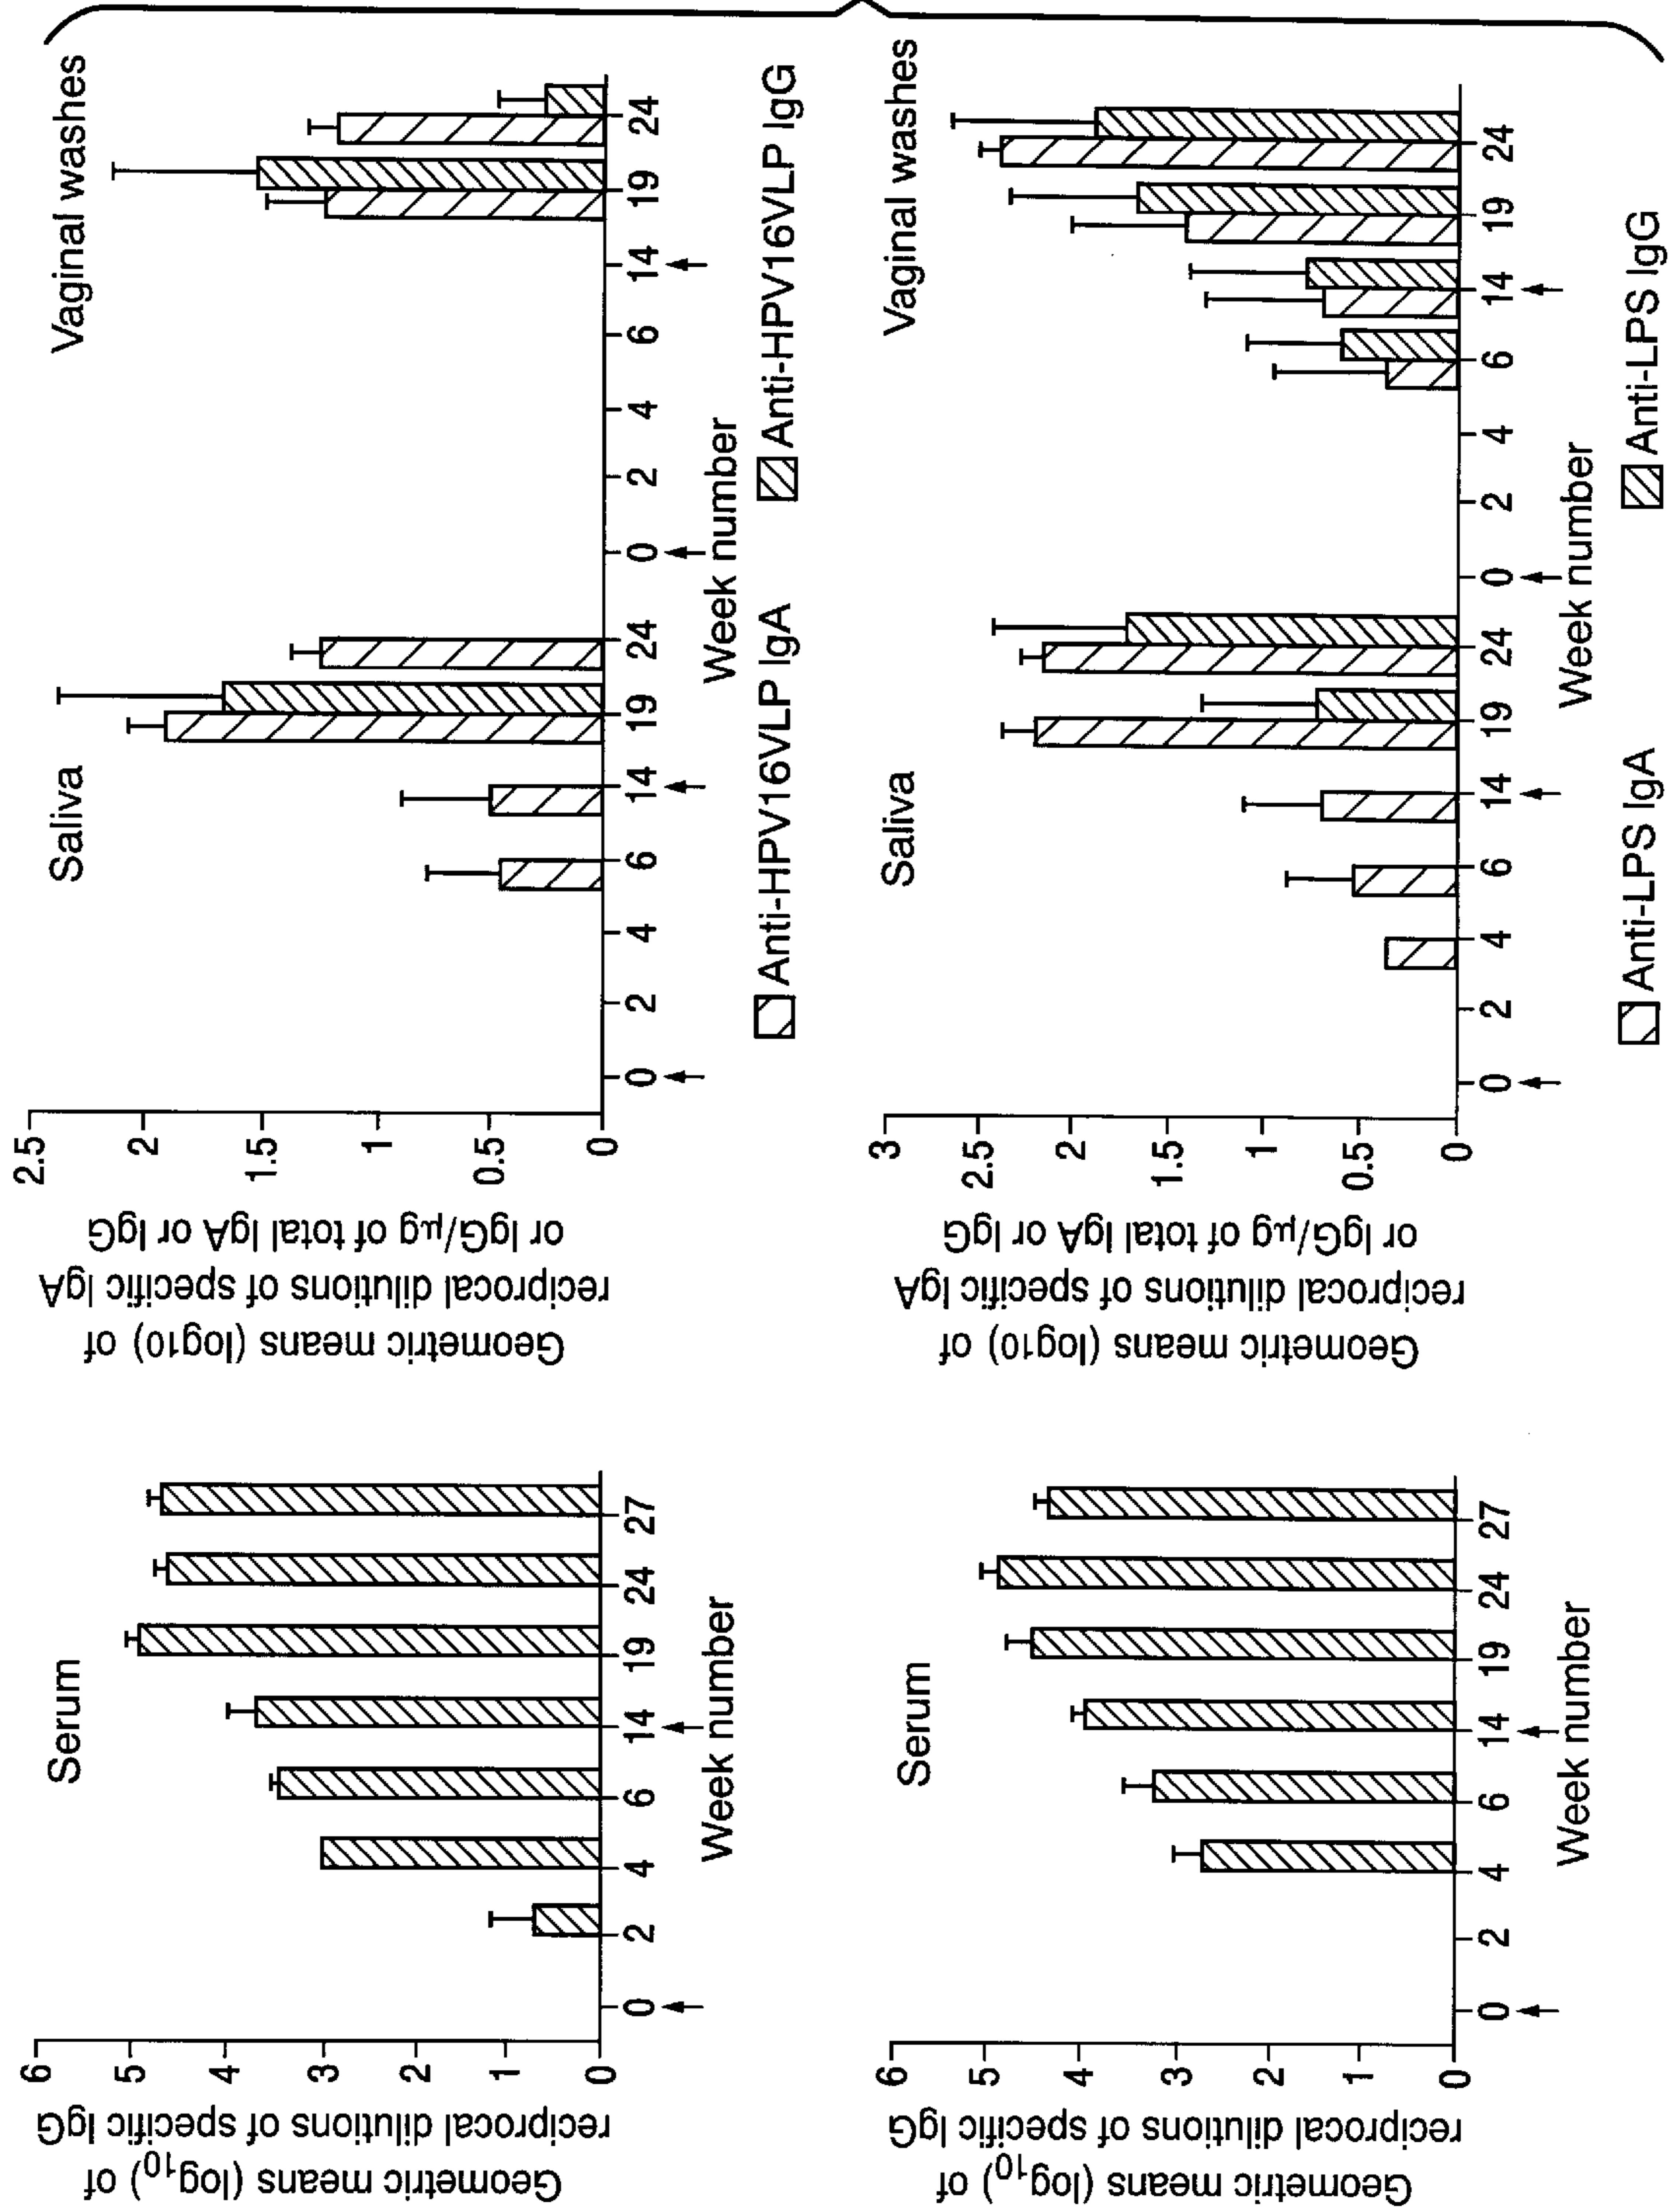 Serum
Geometric means (log10) of
reciprocal dilutions of specific IgG
6
5
4
3
2
1
0
0 2 4 6 14 19 24 27
Week number
Saliva
Vaginal washes
Geometric means (log10) of
reciprocal dilutions of specific IgA
or IgG/µg of total IgA or IgG
2.5
2
1.5
1
0.5
0
0 2 4 6 14 19 24 0 2 4 6 14 19 24
Week number
Anti-HPV16VLP IgA Anti-HPV16VLP IgG
Serum
Geometric means (log10) of
reciprocal dilutions of specific IgG
6
5
4
3
2
1
0
0 2 4 6 14 19 24 27
Week number
Saliva
Vaginal washes
Geometric means (log10) of
reciprocal dilutions of specific IgA
or IgG/µg of total IgA or IgG
3
2.5
2
1.5
1
0.5
0
0 2 4 6 14 19 24 0 2 4 6 14 19 24
Week number
Anti-LPS IgA Anti-LPS IgG